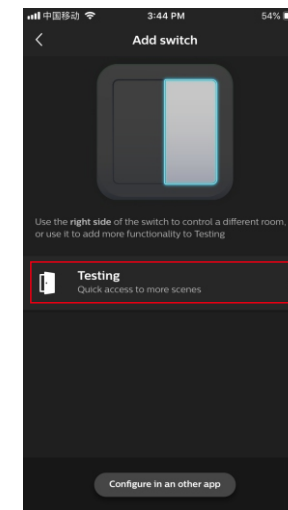 中国移动 3:44 PM 54%
Add switch
Use the right side of the switch to control a different room,
or use it to add more functionality to Testing
Testing
Quick access to more scenes
Configure in an other app